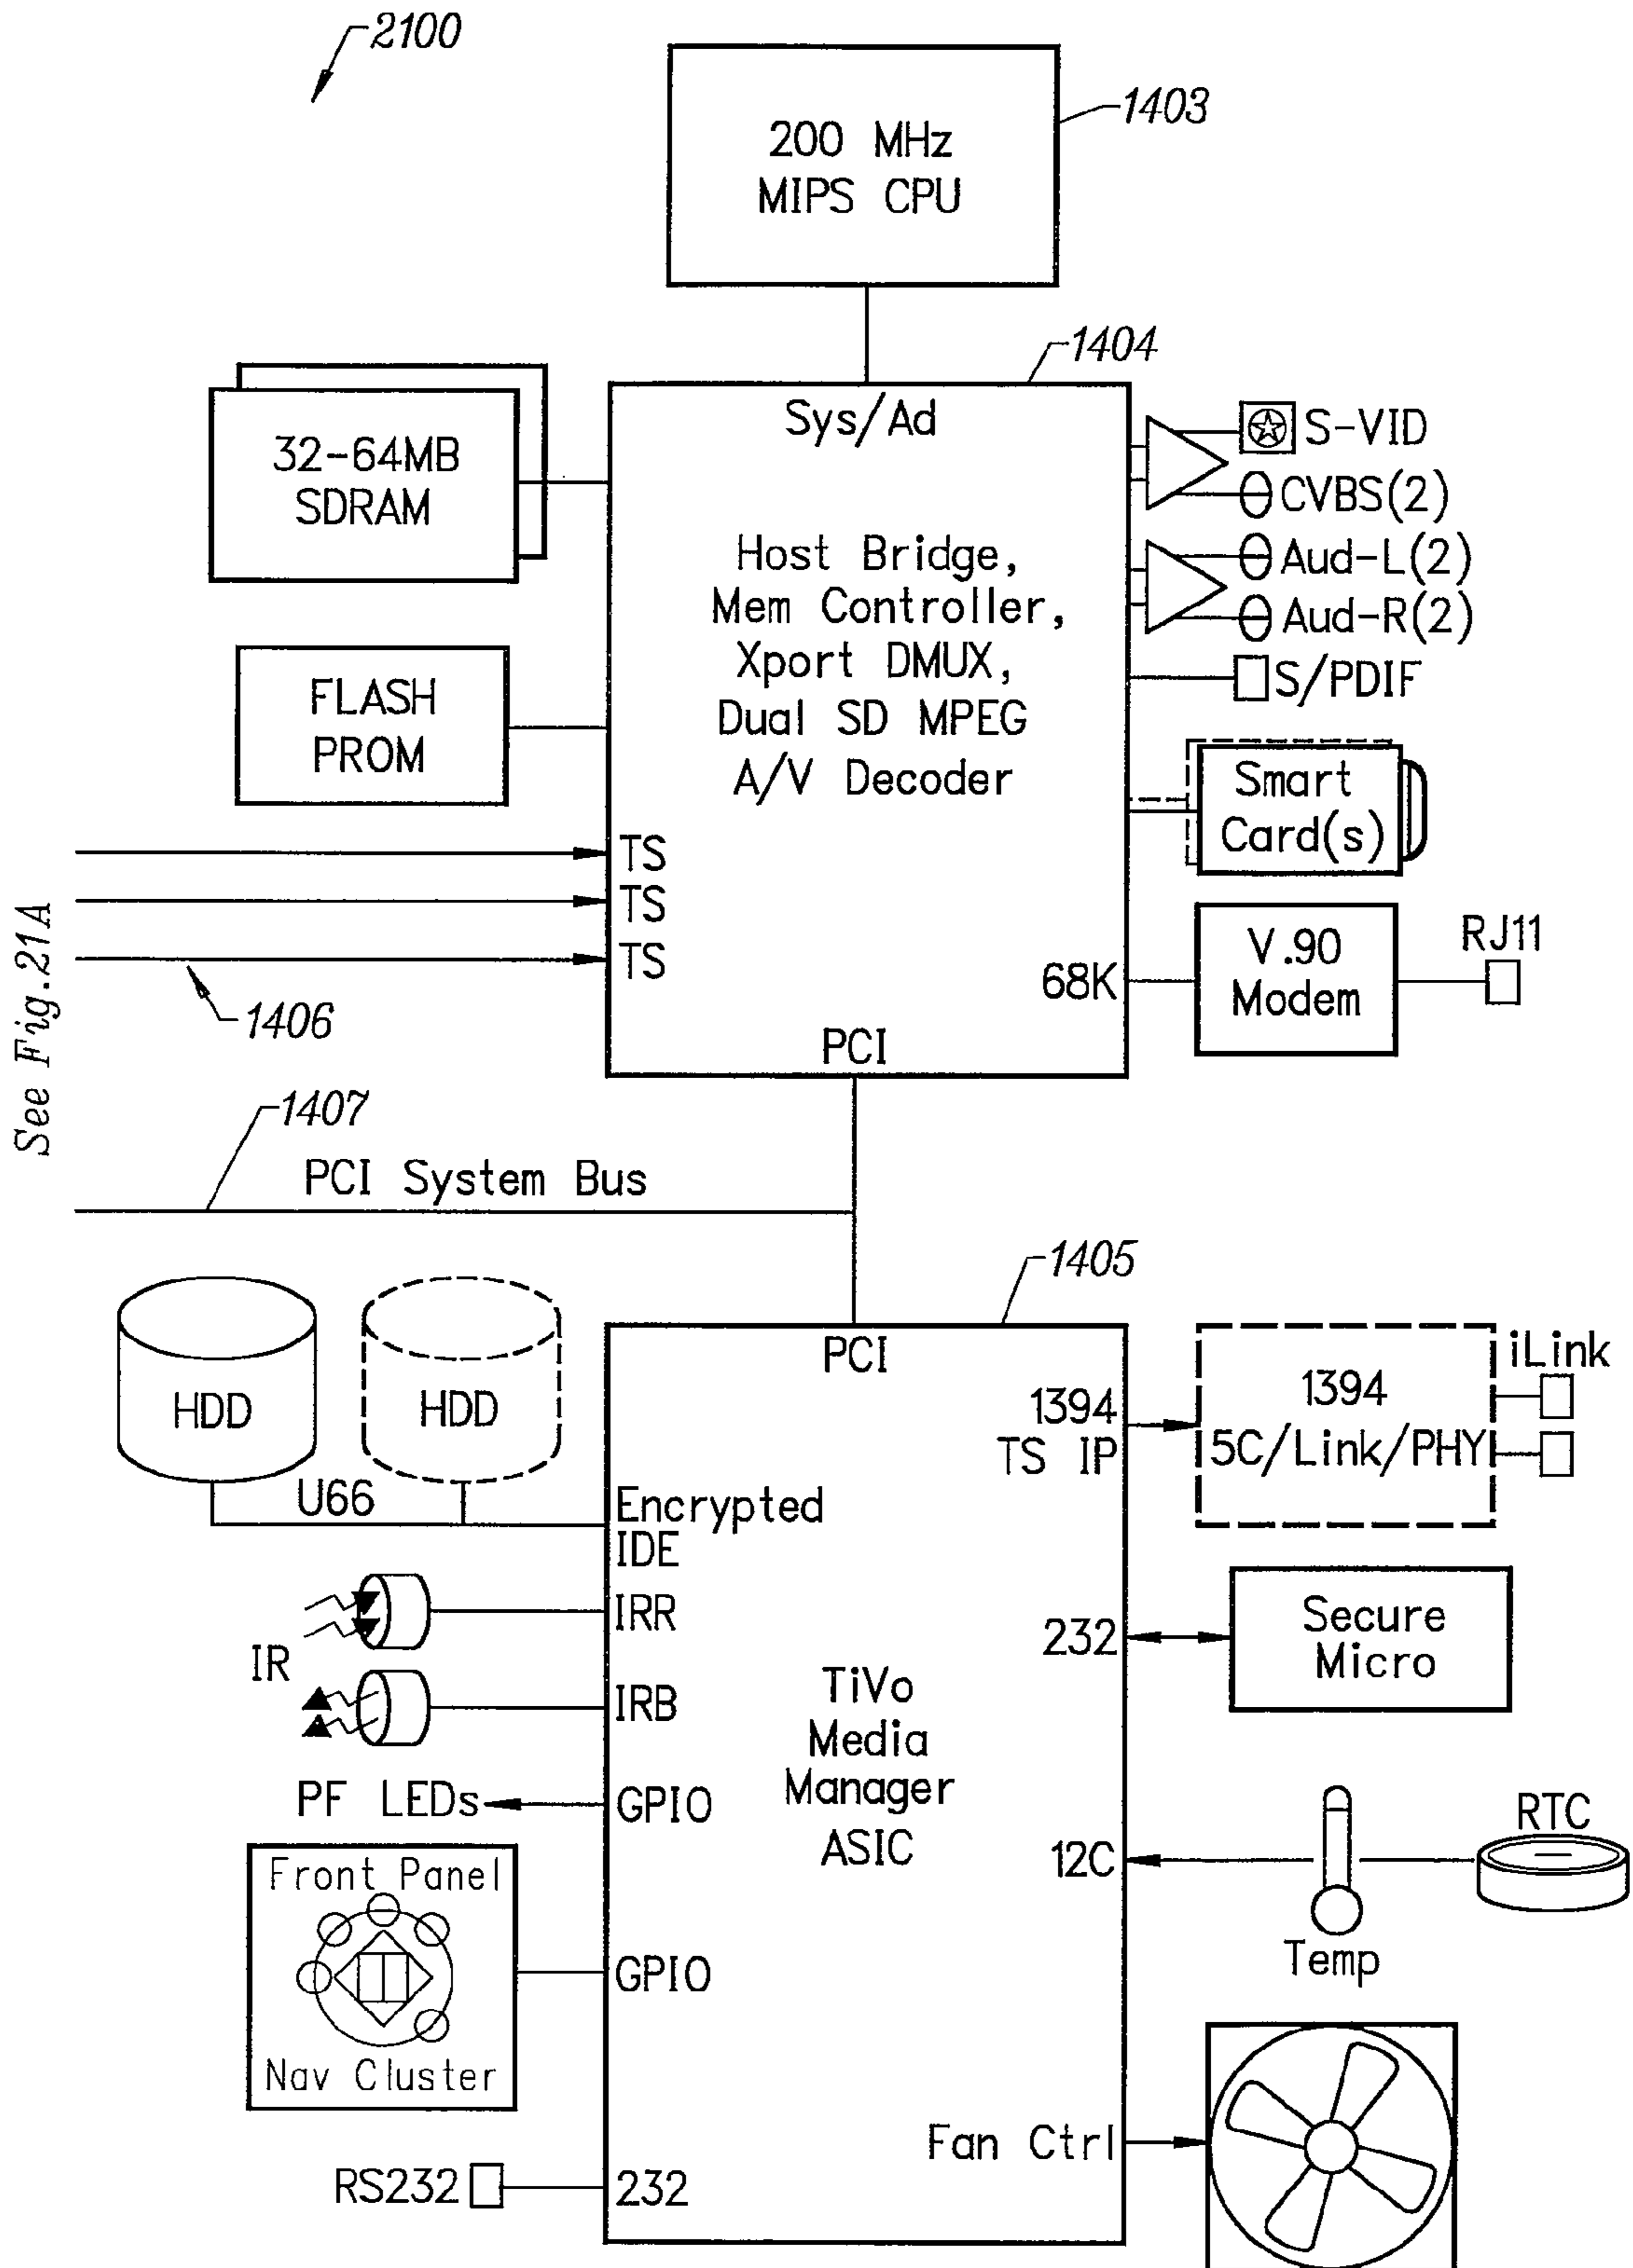 2100
200 MHz
MIPS CPU
1403
1404
Sys/Ad
32-64MB
SDRAM
Host Bridge,
Mem Controller,
Xport DMUX,
Dual SD MPEG
A/V Decoder
S-VID
CVBS(2)
Aud-L(2)
Aud-R(2)
S/PDIF
FLASH
PROM
Smart
Card(s)
TS
TS
TS
See Fig.21A
1406
68K
V.90
Modem
RJ11
PCI
1407
PCI System Bus
1405
PCI
HDD
HDD
U66
Encrypted
IDE
1394
TS IP
1394
5C/Link/PHY
iLink
IR
IRR
IRB
232
Secure
Micro
TiVo
Media
Manager
ASIC
PF LEDs
GPIO
12C
Temp
RTC
Front Panel
Nav Cluster
GPIO
Fan Ctrl
RS232
232